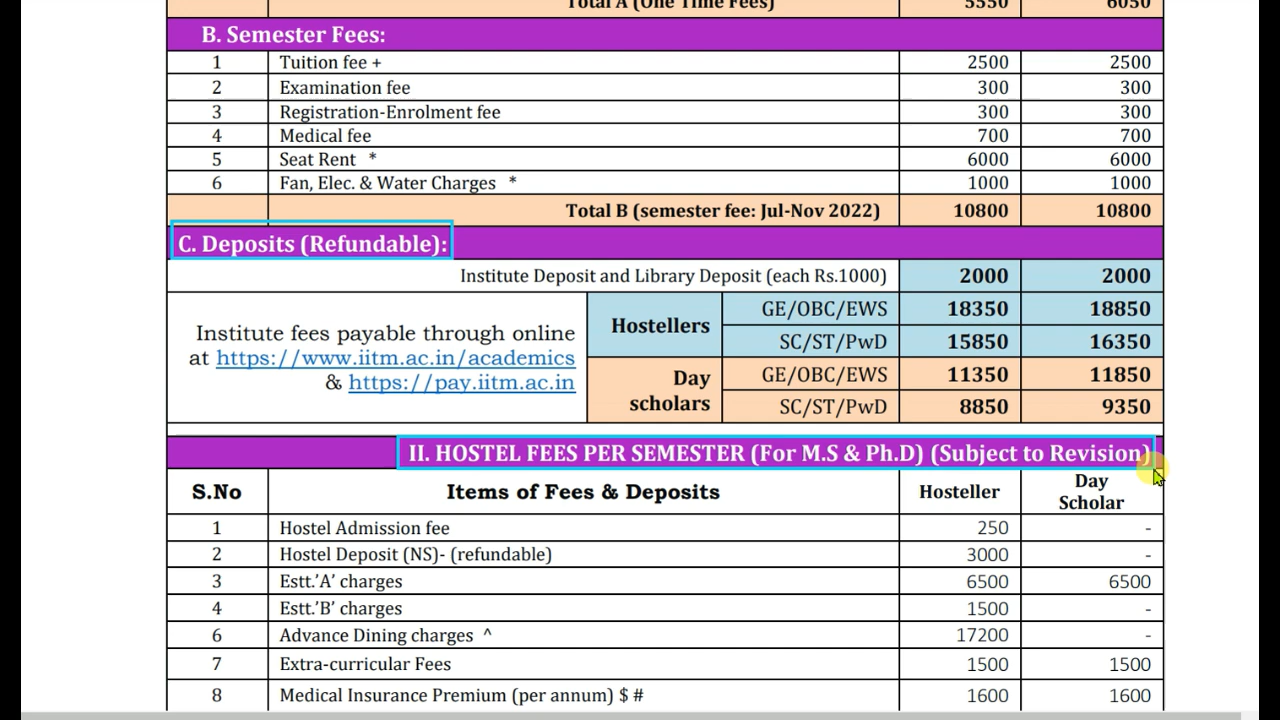 Total A (One Time Fees) 5550 6050
B. Semester Fees:
1 Tuition fee + 2500 2500
2 Examination fee 300 300
3 Registration-Enrolment fee 300 300
4 Medical fee 700 700
5 Seat Rent * 6000 6000
6 Fan, Elec. & Water Charges * 1000 1000
Total B (semester fee: Jul-Nov 2022) 10800 10800
C. Deposits (Refundable):
Institute Deposit and Library Deposit (each Rs.1000) 2000 2000
Institute fees payable through online
at https://www.iitm.ac.in/academics
& https://pay.iitm.ac.in
Hostellers
GE/OBC/EWS 18350 18850
SC/ST/PwD 15850 16350
Day
scholars
GE/OBC/EWS 11350 11850
SC/ST/PwD 8850 9350
II. HOSTEL FEES PER SEMESTER (For M.S & Ph.D) (Subject to Revision)
S.No Items of Fees & Deposits Hosteller Day
Scholar
1 Hostel Admission fee 250 -
2 Hostel Deposit (NS)- (refundable) 3000 -
3 Estt.'A' charges 6500 6500
4 Estt.'B' charges 1500 -
6 Advance Dining charges ^ 17200 -
7 Extra-curricular Fees 1500 1500
8 Medical Insurance Premium (per annum) $ # 1600 1600